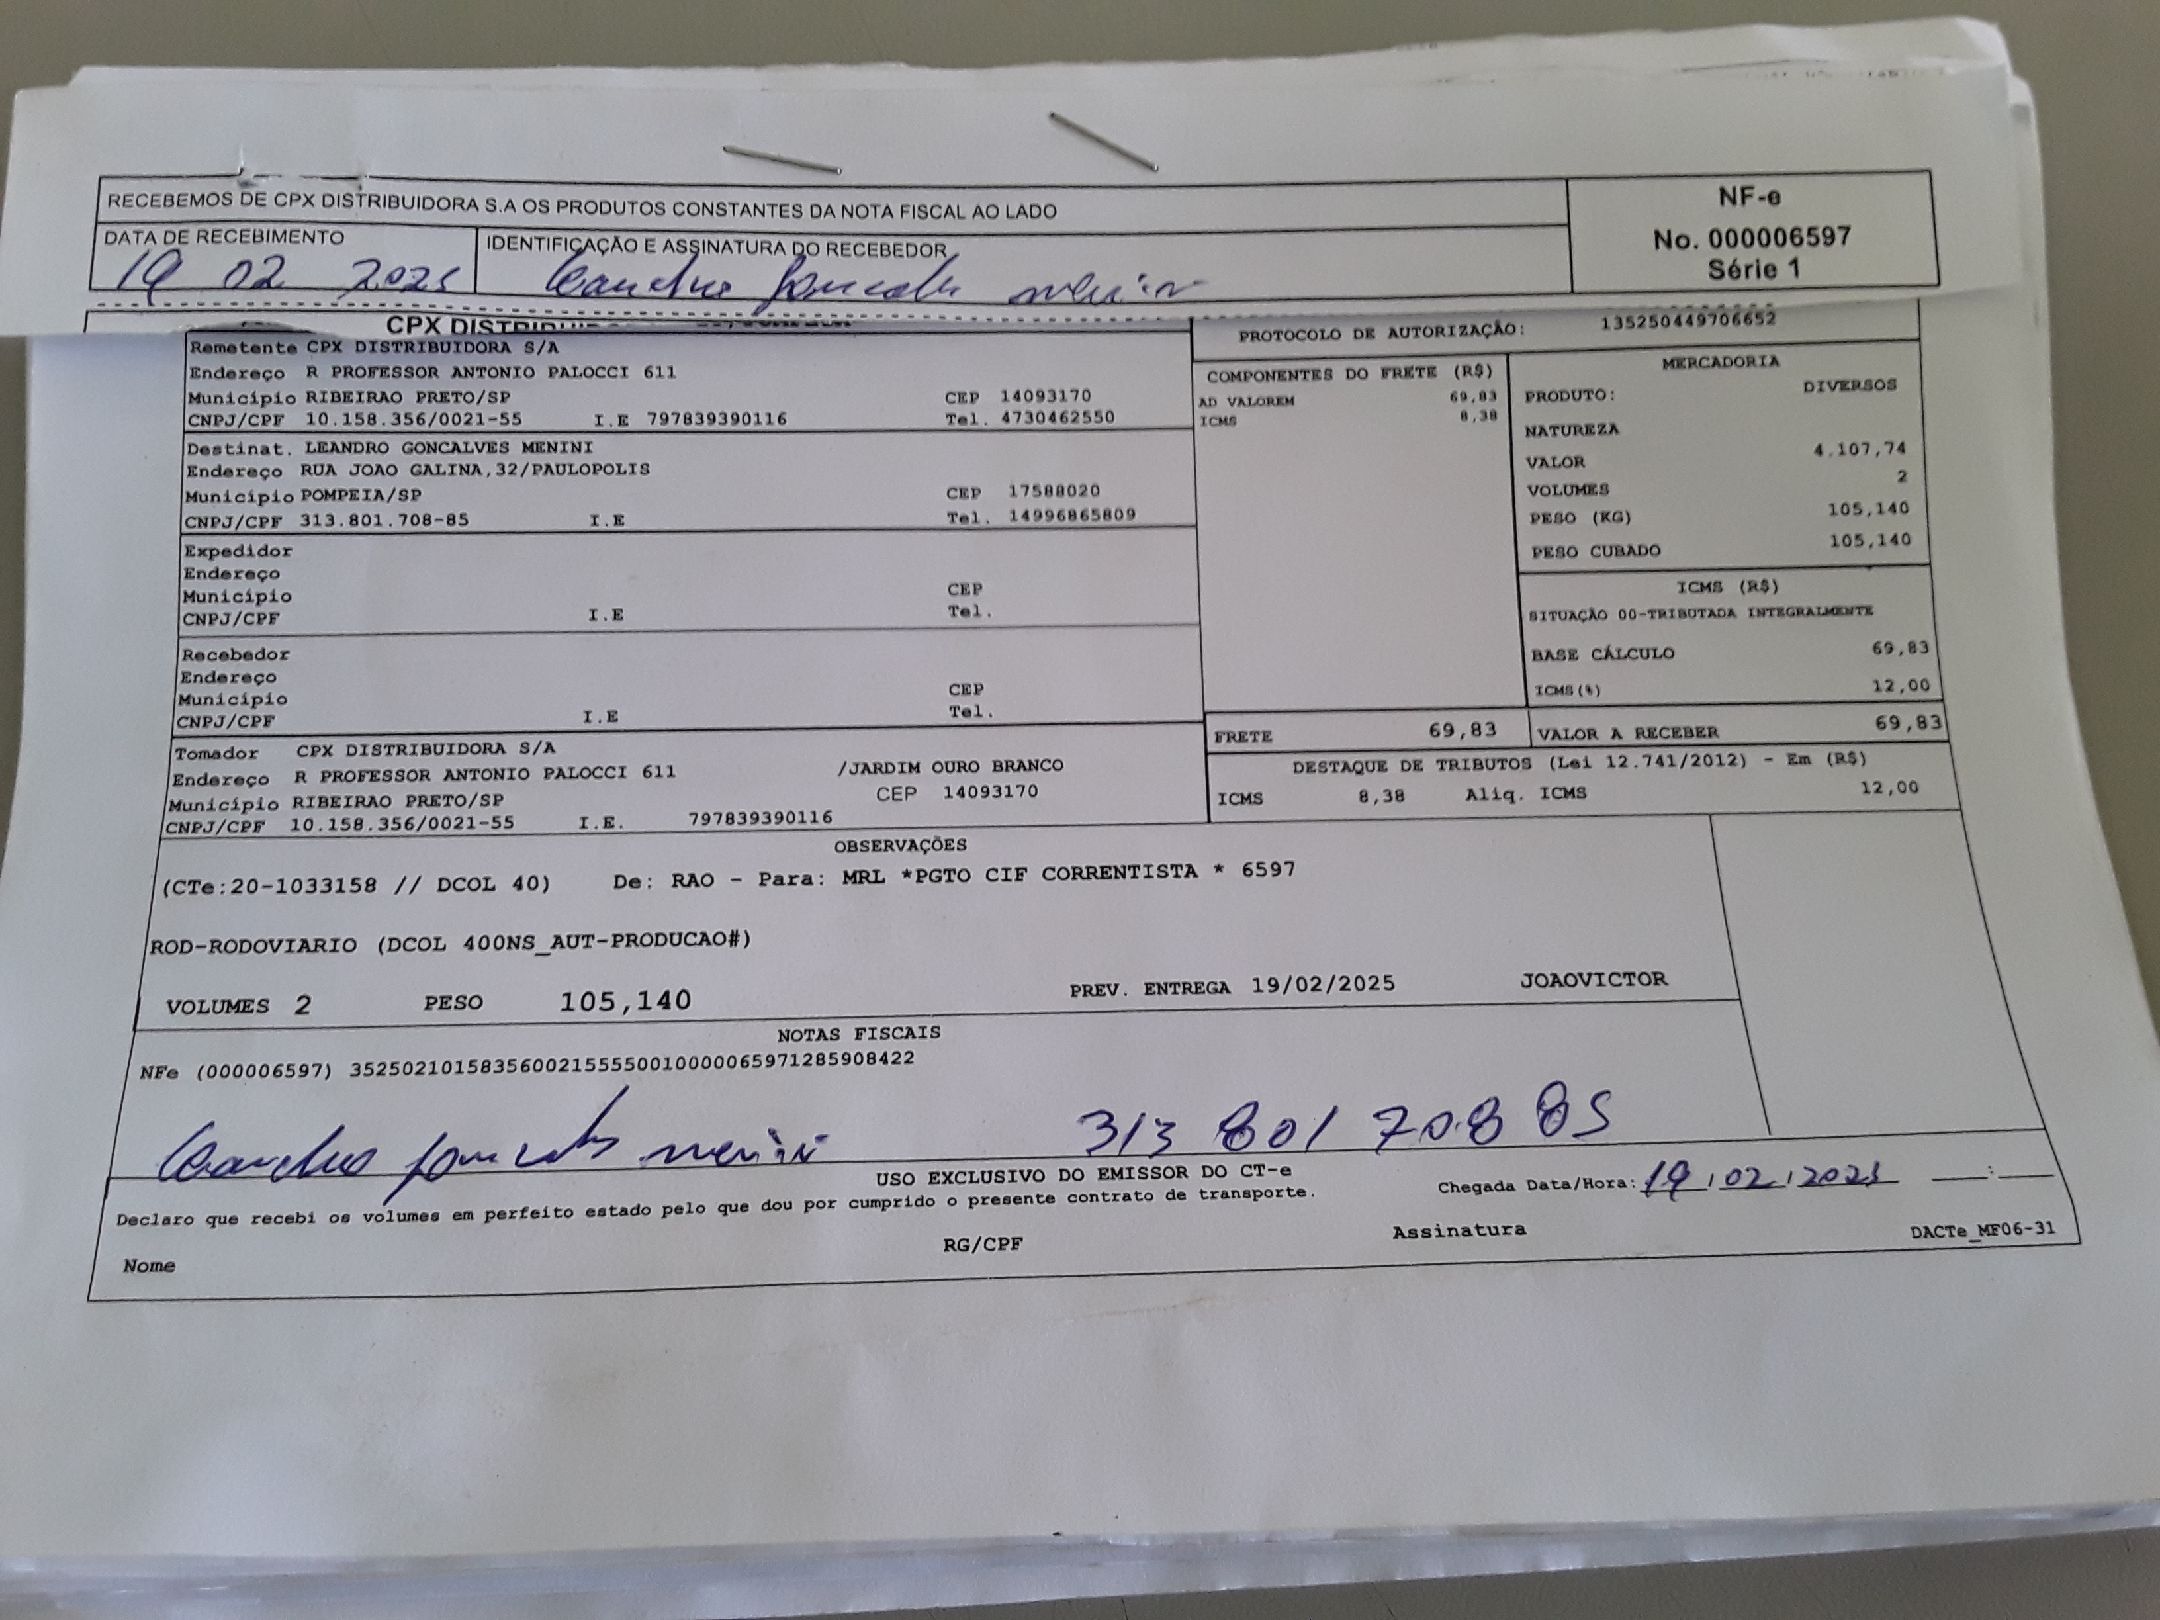 RECEBEMOS DE CPX DISTRIBUIDORA S.A OS PRODUTOS CONSTANTES DA NOTA FISCAL AO LADO
NF-e
No. 000006597
Série 1
DATA DE RECEBIMENTO
19 02 2025
IDENTIFICAÇÃO E ASSINATURA DO RECEBEDOR
Leandro Goncalves Menini
CPX DISTRIBUI
PROTOCOLO DE AUTORIZAÇÃO: 135250449706652
Remetente CPX DISTRIBUIDORA S/A
Endereço R PROFESSOR ANTONIO PALOCCI 611
Município RIBEIRAO PRETO/SP CEP 14093170
CNPJ/CPF 10.158.356/0021-55 I.E 797839390116 Tel. 4730462550
Destinat. LEANDRO GONCALVES MENINI
Endereço RUA JOAO GALINA,32/PAULOPOLIS
Município POMPEIA/SP CEP 17588020
CNPJ/CPF 313.801.708-85 I.E Tel. 14996865809
Expedidor
Endereço
Município CEP
CNPJ/CPF I.E Tel.
Recebedor
Endereço
Município CEP
CNPJ/CPF I.E Tel.
Tomador CPX DISTRIBUIDORA S/A
Endereço R PROFESSOR ANTONIO PALOCCI 611 /JARDIM OURO BRANCO
Município RIBEIRAO PRETO/SP CEP 14093170
CNPJ/CPF 10.158.356/0021-55 I.E. 797839390116
COMPONENTES DO FRETE (R$)
AD VALOREM 69,83
ICMS 8,38
MERCADORIA
PRODUTO: DIVERSOS
NATUREZA
VALOR 4.107,74
VOLUMES 2
PESO (KG) 105,140
PESO CUBADO 105,140
ICMS (R$)
SITUAÇÃO 00-TRIBUTADA INTEGRALMENTE
BASE CÁLCULO 69,83
ICMS(%) 12,00
FRETE 69,83 VALOR A RECEBER 69,83
DESTAQUE DE TRIBUTOS (Lei 12.741/2012) - Em (R$)
ICMS 8,38 Aliq. ICMS 12,00
OBSERVAÇÕES
(CTe:20-1033158 // DCOL 40) De: RAO - Para: MRL *PGTO CIF CORRENTISTA * 6597
ROD-RODOVIARIO (DCOL 400NS_AUT-PRODUCAO#)
VOLUMES 2 PESO 105,140 PREV. ENTREGA 19/02/2025 JOAOVICTOR
NOTAS FISCAIS
NFe (000006597) 35250210158356002155550010000065971285908422
Leandro Goncalves Menini 313 801 708 85
USO EXCLUSIVO DO EMISSOR DO CT-e
Chegada Data/Hora: 19/02/2025 :
Declaro que recebi os volumes em perfeito estado pelo que dou por cumprido o presente contrato de transporte.
Nome RG/CPF Assinatura DACTe_MF06-31